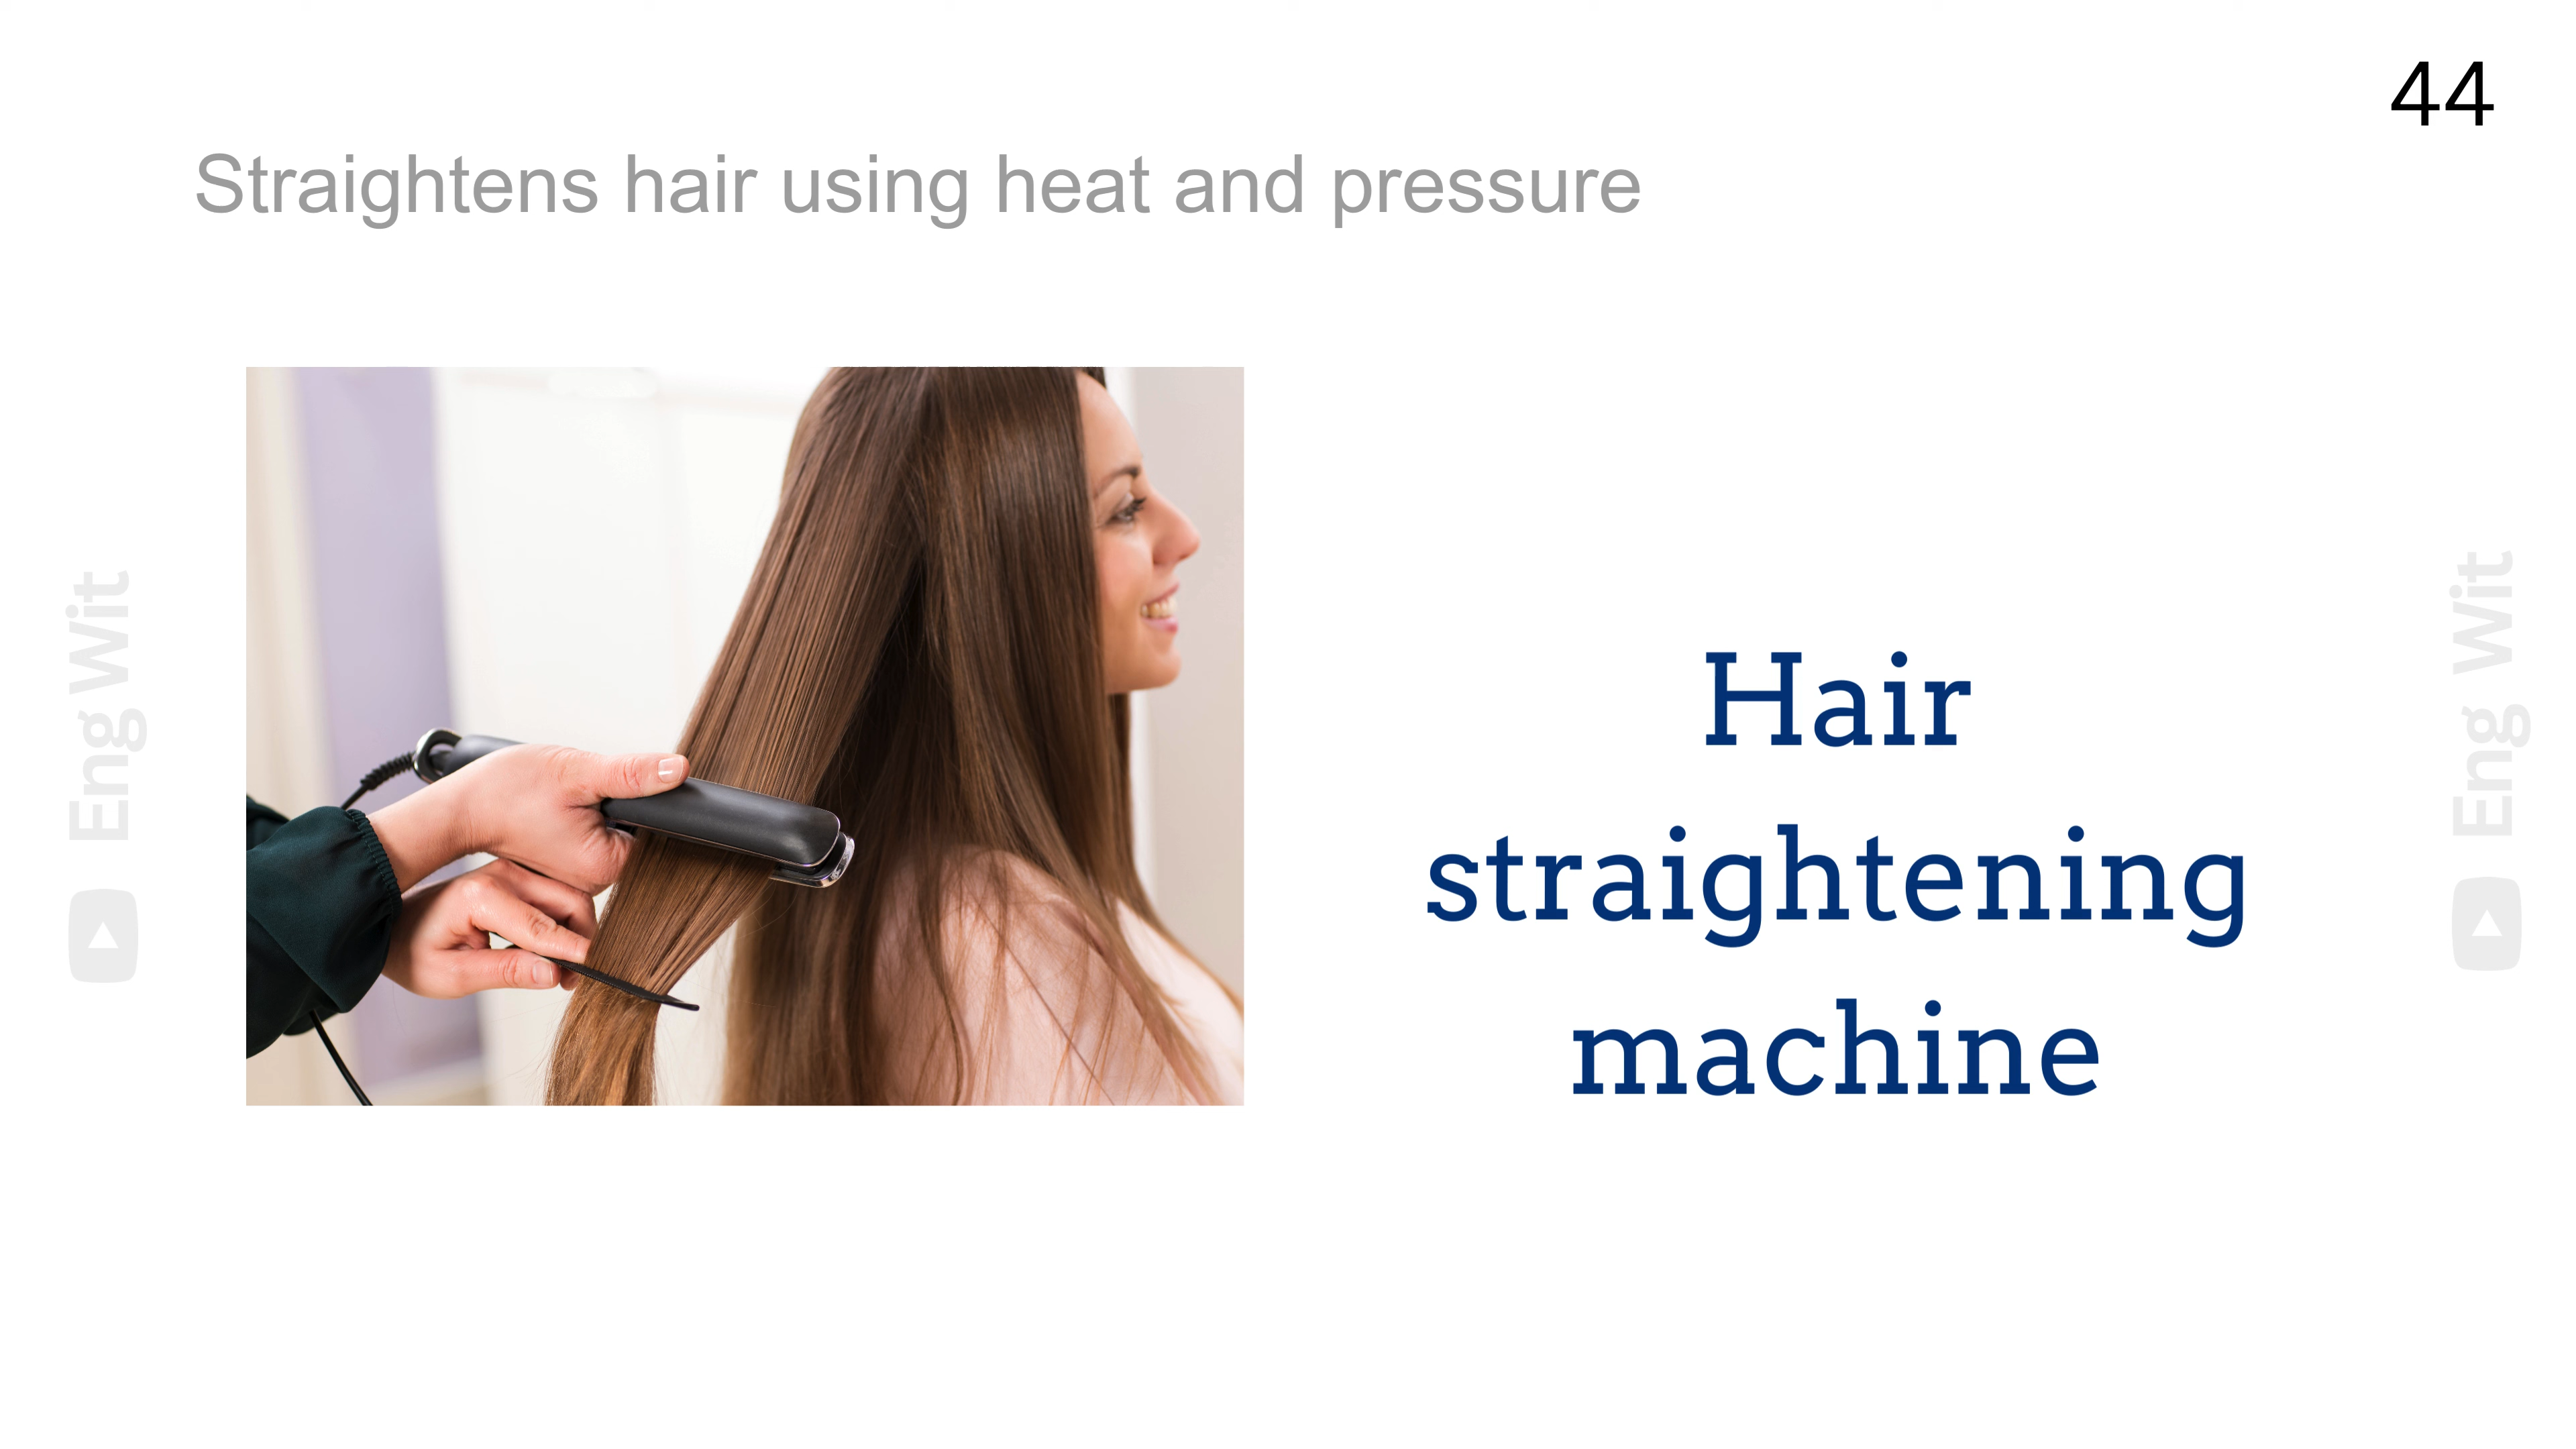 44
Straightens hair using heat and pressure
Eng Wit
Hair
straightening
machine
Eng Wit